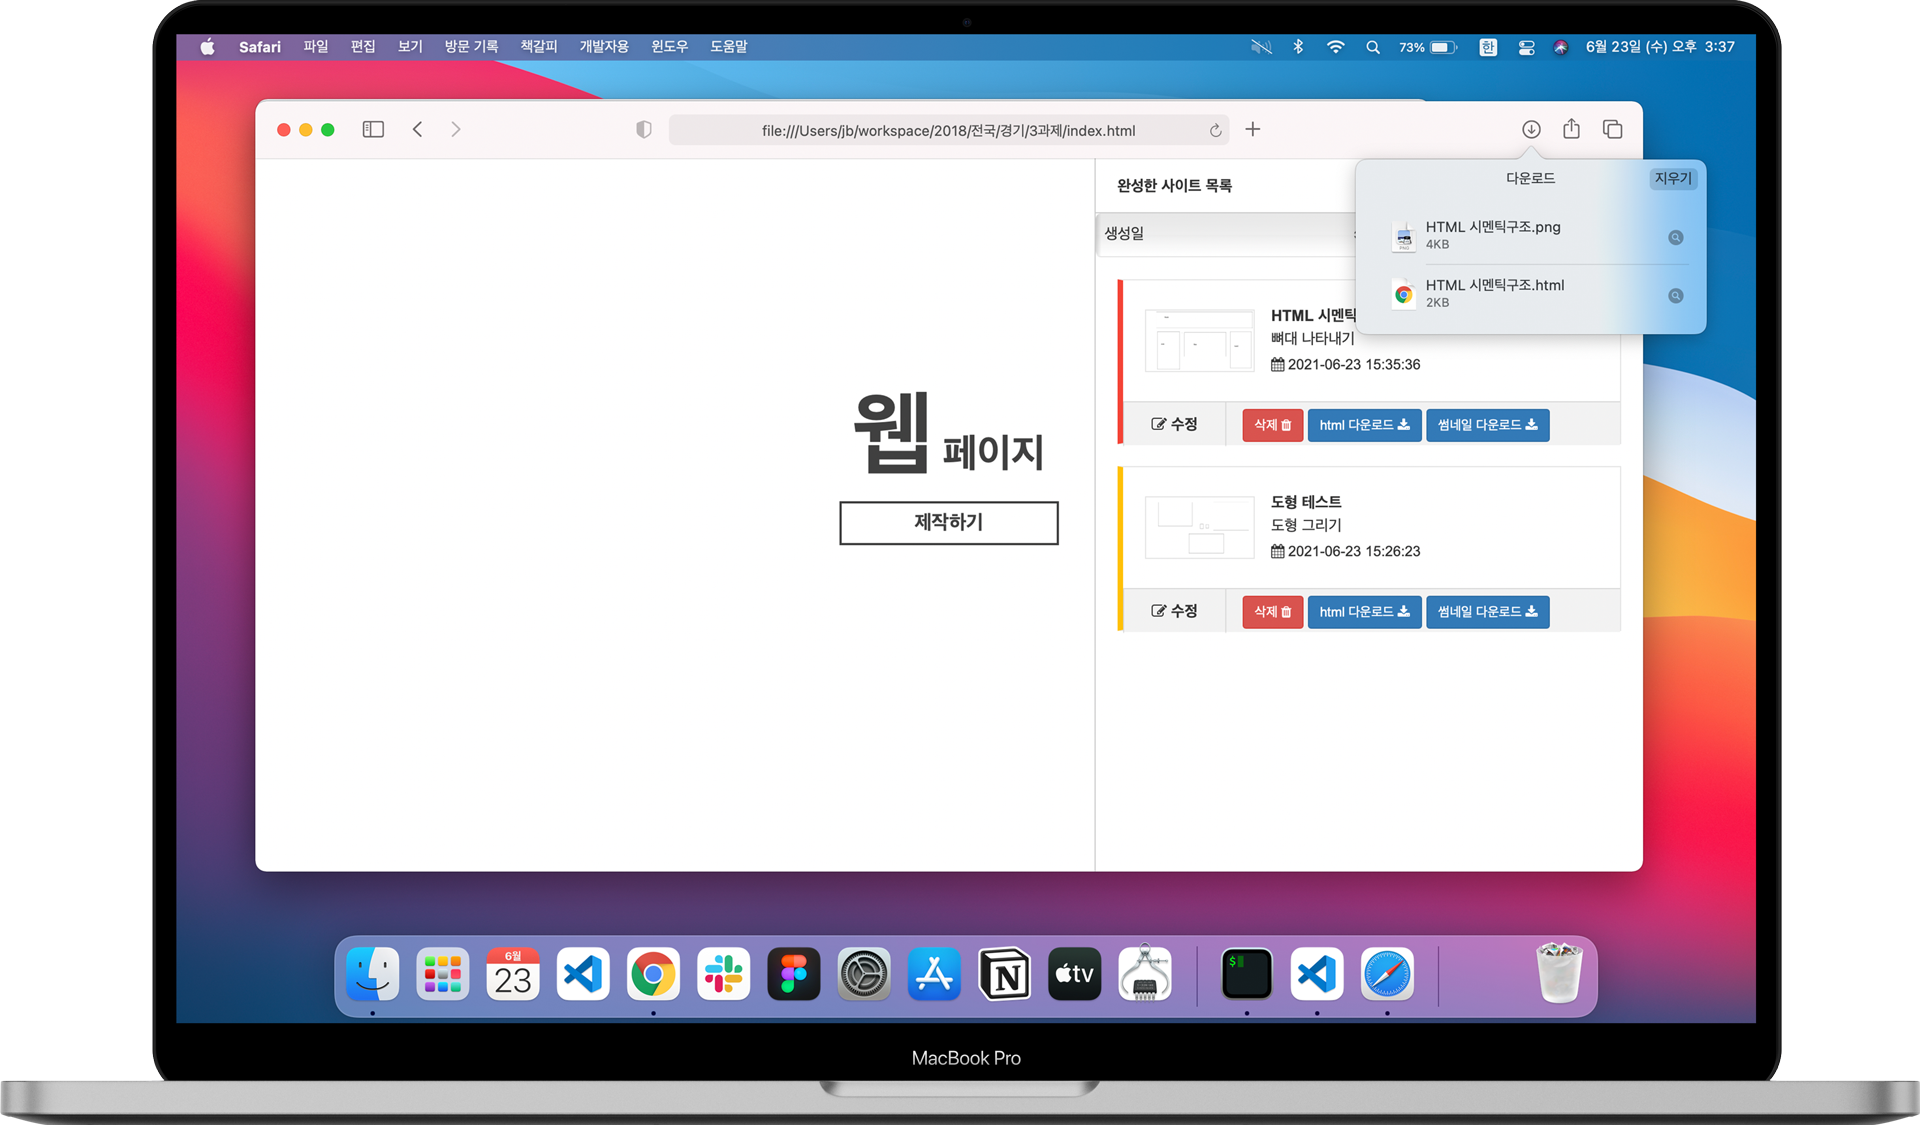 Safari 파일 편집 보기 방문 기록 책갈피 개발자용 윈도우 도움말 73% 한 6월 23일 (수) 오후 3:37
file:///Users/jb/workspace/2018/전국/경기/3과제/index.html
다운로드 지우기
HTML 시멘틱구조.png
4KB
HTML 시멘틱구조.html
2KB
완성한 사이트 목록
생성일
HTML 시멘틱
뼈대 나타내기
2021-06-23 15:35:36
수정 삭제 html 다운로드 썸네일 다운로드
웹 페이지
제작하기
도형 테스트
도형 그리기
2021-06-23 15:26:23
수정 삭제 html 다운로드 썸네일 다운로드
6월
23
tv
$
MacBook Pro